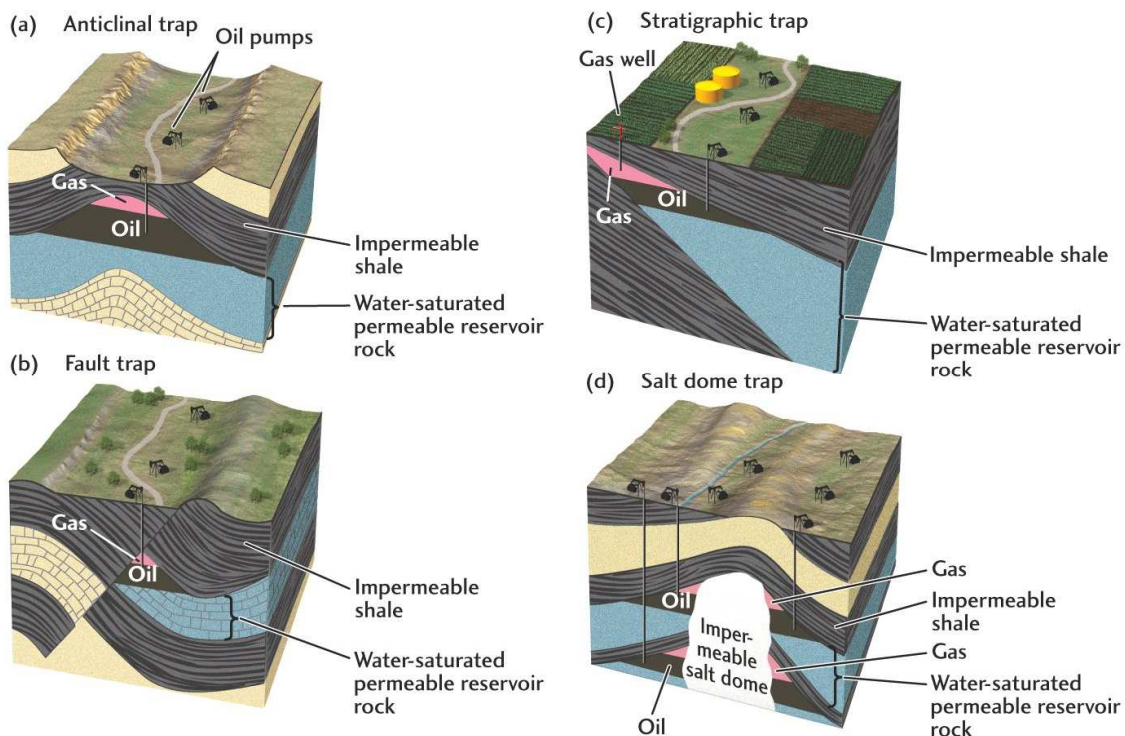 (a) Anticlinal trap
Oil pumps
Gas
Oil
Impermeable
shale
Water-saturated
permeable reservoir
rock
(b) Fault trap
Gas
Oil
Impermeable
shale
Water-saturated
permeable reservoir
rock
(c) Stratigraphic trap
Gas well
Oil
Gas
Impermeable shale
Water-saturated
permeable reservoir
rock
(d) Salt dome trap
Gas
Oil
Impermeable
shale
Imper-
meable
salt dome
Gas
Water-saturated
permeable reservoir
rock
Oil